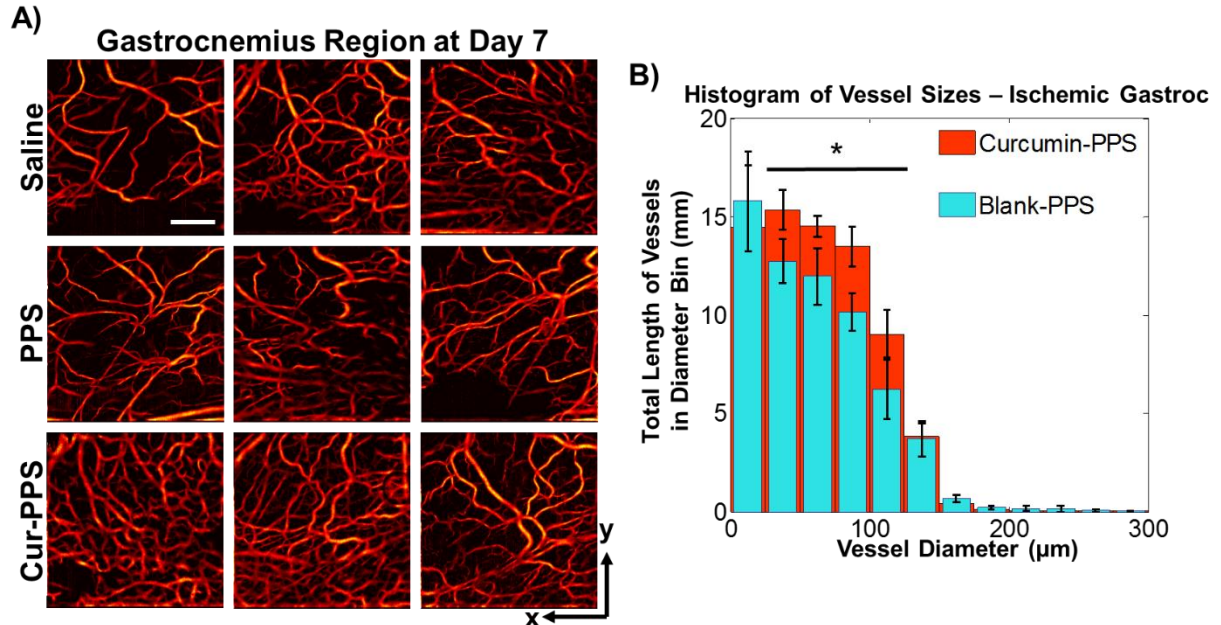 A)
Gastrocnemius Region at Day 7
Saline
PPS
Cur-PPS
y
x
B)
Histogram of Vessel Sizes – Ischemic Gastroc
Total Length of Vessels
in Diameter Bin (mm)
20
15
10
5
0
*
Curcumin-PPS
Blank-PPS
0 100 200 300
Vessel Diameter (µm)